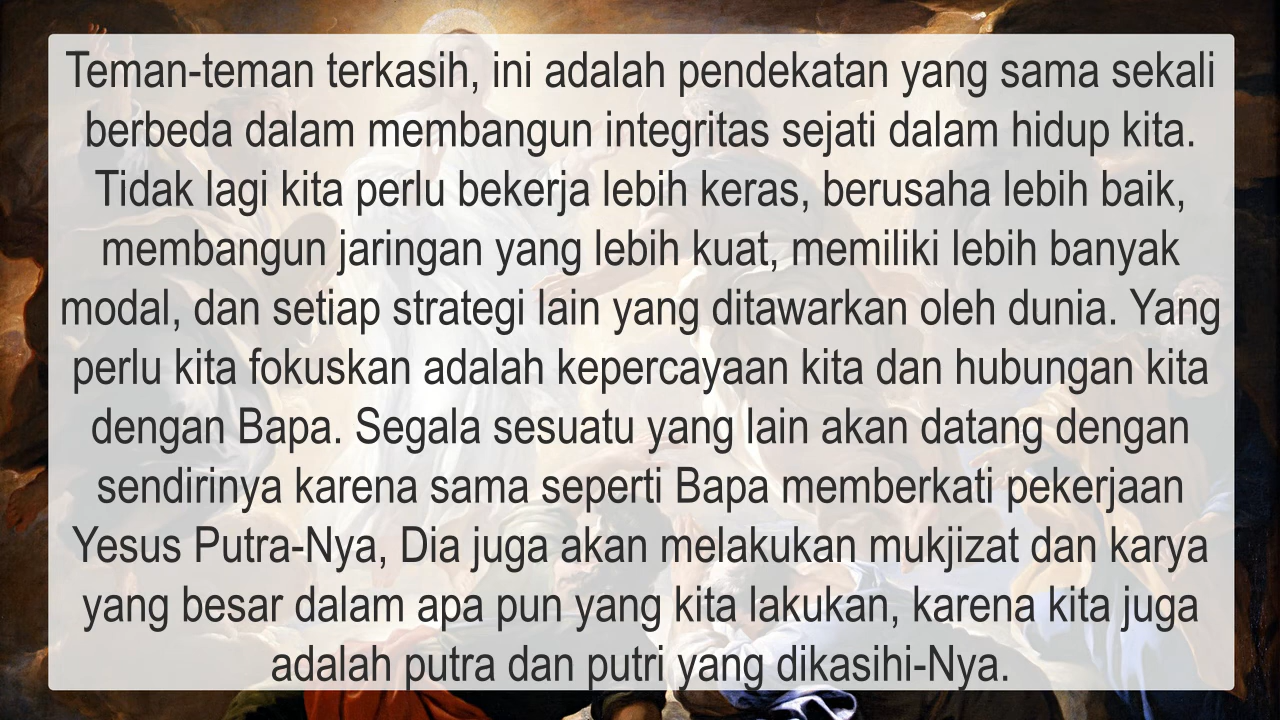 Teman-teman terkasih, ini adalah pendekatan yang sama sekali
berbeda dalam membangun integritas sejati dalam hidup kita.
Tidak lagi kita perlu bekerja lebih keras, berusaha lebih baik,
membangun jaringan yang lebih kuat, memiliki lebih banyak
modal, dan setiap strategi lain yang ditawarkan oleh dunia. Yang
perlu kita fokuskan adalah kepercayaan kita dan hubungan kita
dengan Bapa. Segala sesuatu yang lain akan datang dengan
sendirinya karena sama seperti Bapa memberkati pekerjaan
Yesus Putra-Nya, Dia juga akan melakukan mukjizat dan karya
yang besar dalam apa pun yang kita lakukan, karena kita juga
adalah putra dan putri yang dikasihi-Nya.